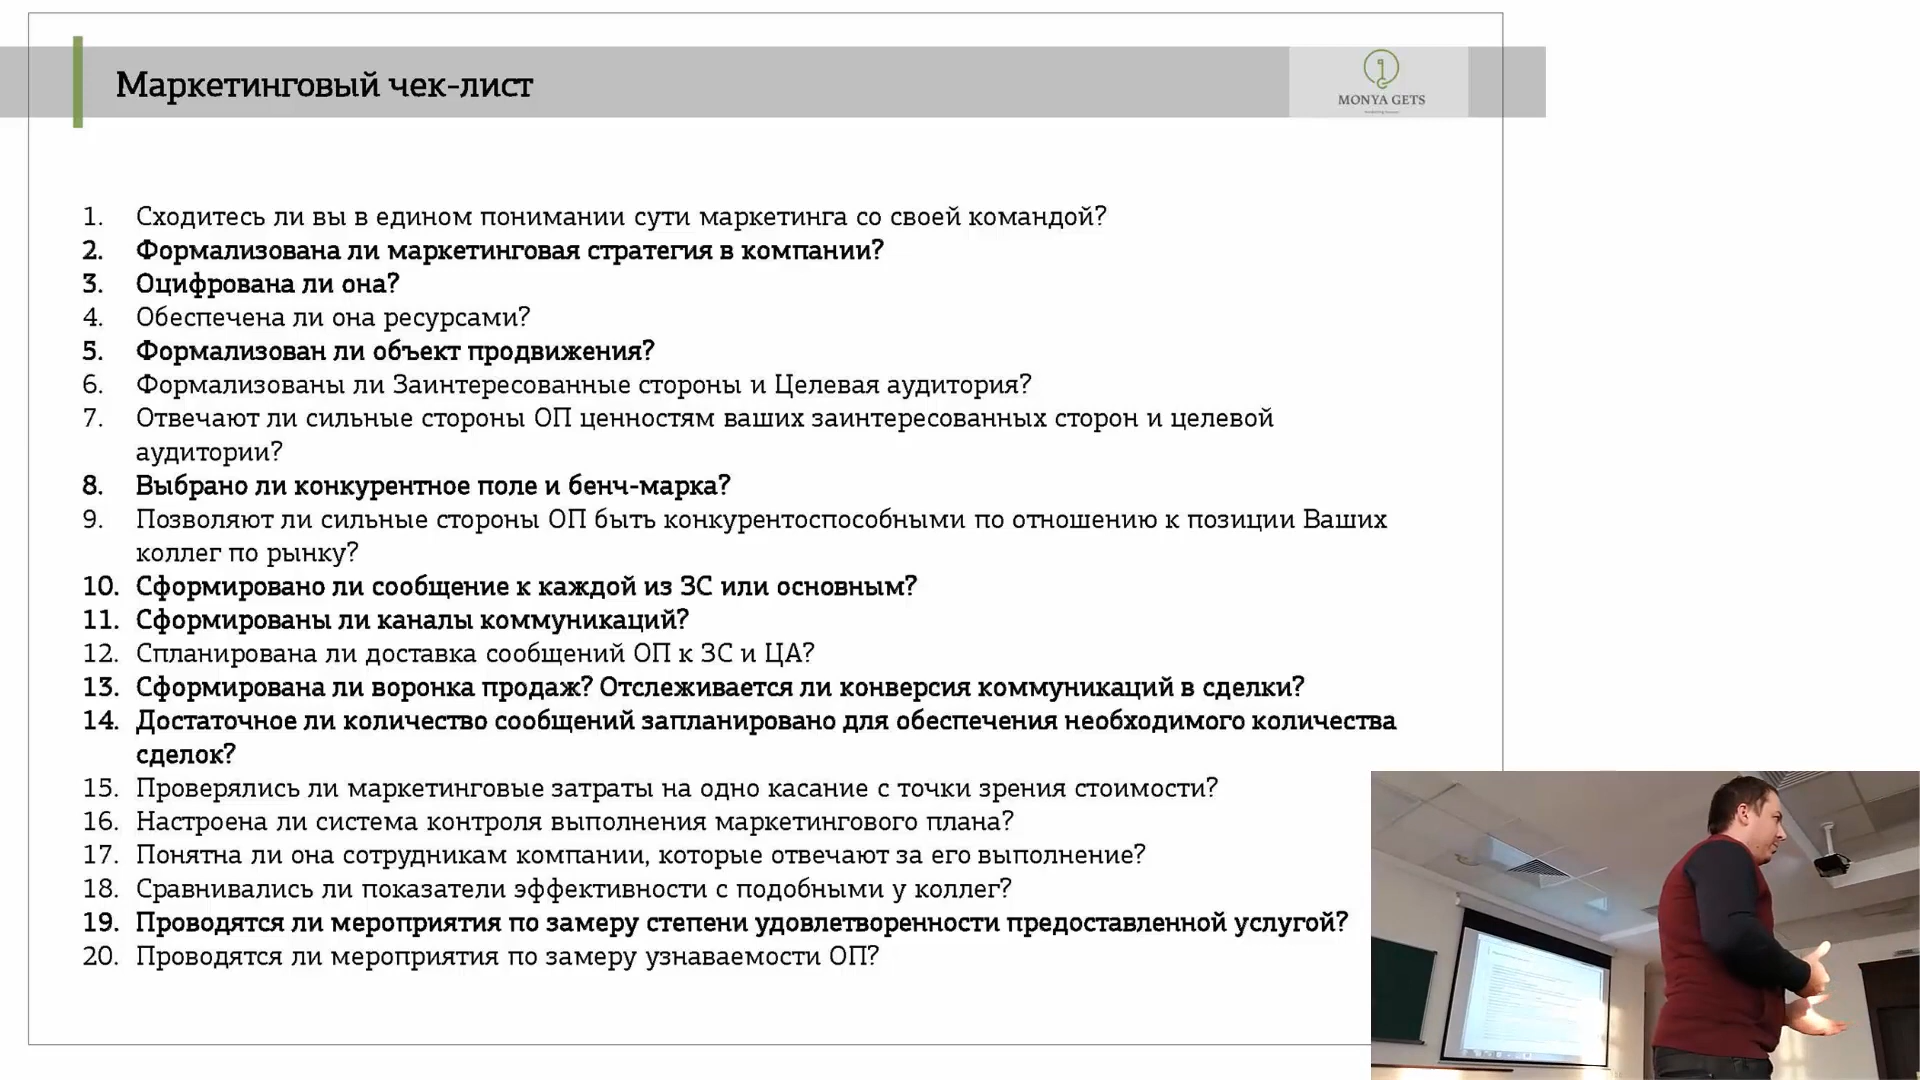 Маркетинговый чек-лист
MONYA GETS
1. Сходитесь ли вы в едином понимании сути маркетинга со своей командой?
2. Формализована ли маркетинговая стратегия в компании?
3. Оцифрована ли она?
4. Обеспечена ли она ресурсами?
5. Формализован ли объект продвижения?
6. Формализованы ли Заинтересованные стороны и Целевая аудитория?
7. Отвечают ли сильные стороны ОП ценностям ваших заинтересованных сторон и целевой
аудитории?
8. Выбрано ли конкурентное поле и бенч-марка?
9. Позволяют ли сильные стороны ОП быть конкурентоспособными по отношению к позиции Ваших
коллег по рынку?
10. Сформировано ли сообщение к каждой из ЗС или основным?
11. Сформированы ли каналы коммуникаций?
12. Спланирована ли доставка сообщений ОП к ЗС и ЦА?
13. Сформирована ли воронка продаж? Отслеживается ли конверсия коммуникаций в сделки?
14. Достаточное ли количество сообщений запланировано для обеспечения необходимого количества
сделок?
15. Проверялись ли маркетинговые затраты на одно касание с точки зрения стоимости?
16. Настроена ли система контроля выполнения маркетингового плана?
17. Понятна ли она сотрудникам компании, которые отвечают за его выполнение?
18. Сравнивались ли показатели эффективности с подобными у коллег?
19. Проводятся ли мероприятия по замеру степени удовлетворенности предоставленной услугой?
20. Проводятся ли мероприятия по замеру узнаваемости ОП?